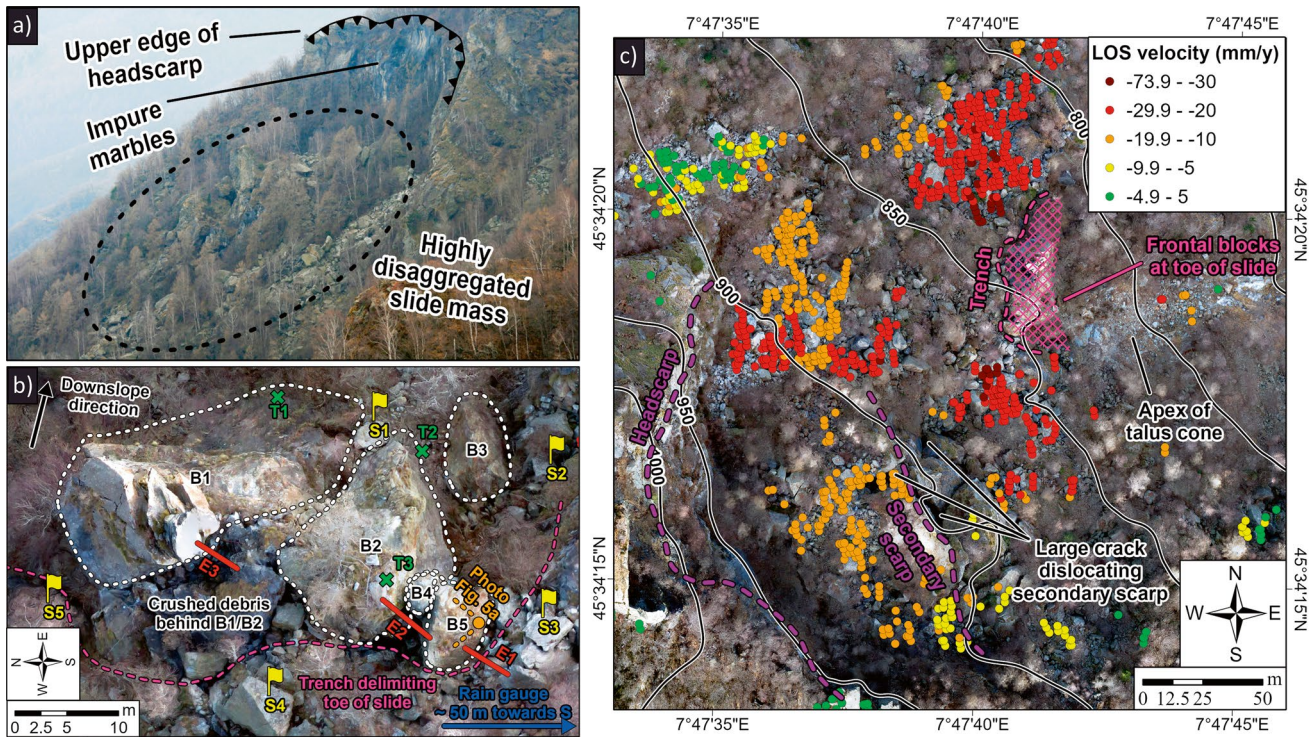 a)
Upper edge of
headscarp
Impure
marbles
Highly
disaggregated
slide mass
b)
Downslope
direction
T1
S1
T2
B3
S2
B1
B2
T3
E3
S5
Crushed debris
behind B1/B2
B4
Photo
Fig. 5a
B5
E2
E1
S3
S4
Trench delimiting
toe of slide
Rain gauge
~ 50 m towards S
E
N S
W
0 2.5 5 10 m
c)
7°47'35"E 7°47'40"E 7°47'45"E
LOS velocity (mm/y)
-73.9 - -30
-29.9 - -20
-19.9 - -10
-9.9 - -5
-4.9 - 5
800
850
900
950
1000
45°34'20"N
45°34'20"N
45°34'15"N
45°34'15"N
Trench
Frontal blocks
at toe of slide
Headscarp
Apex of
talus cone
Secondary
scarp
Large crack
dislocating
secondary scarp
N
W E
S
0 12.5 25 50 m
7°47'35"E 7°47'40"E 7°47'45"E